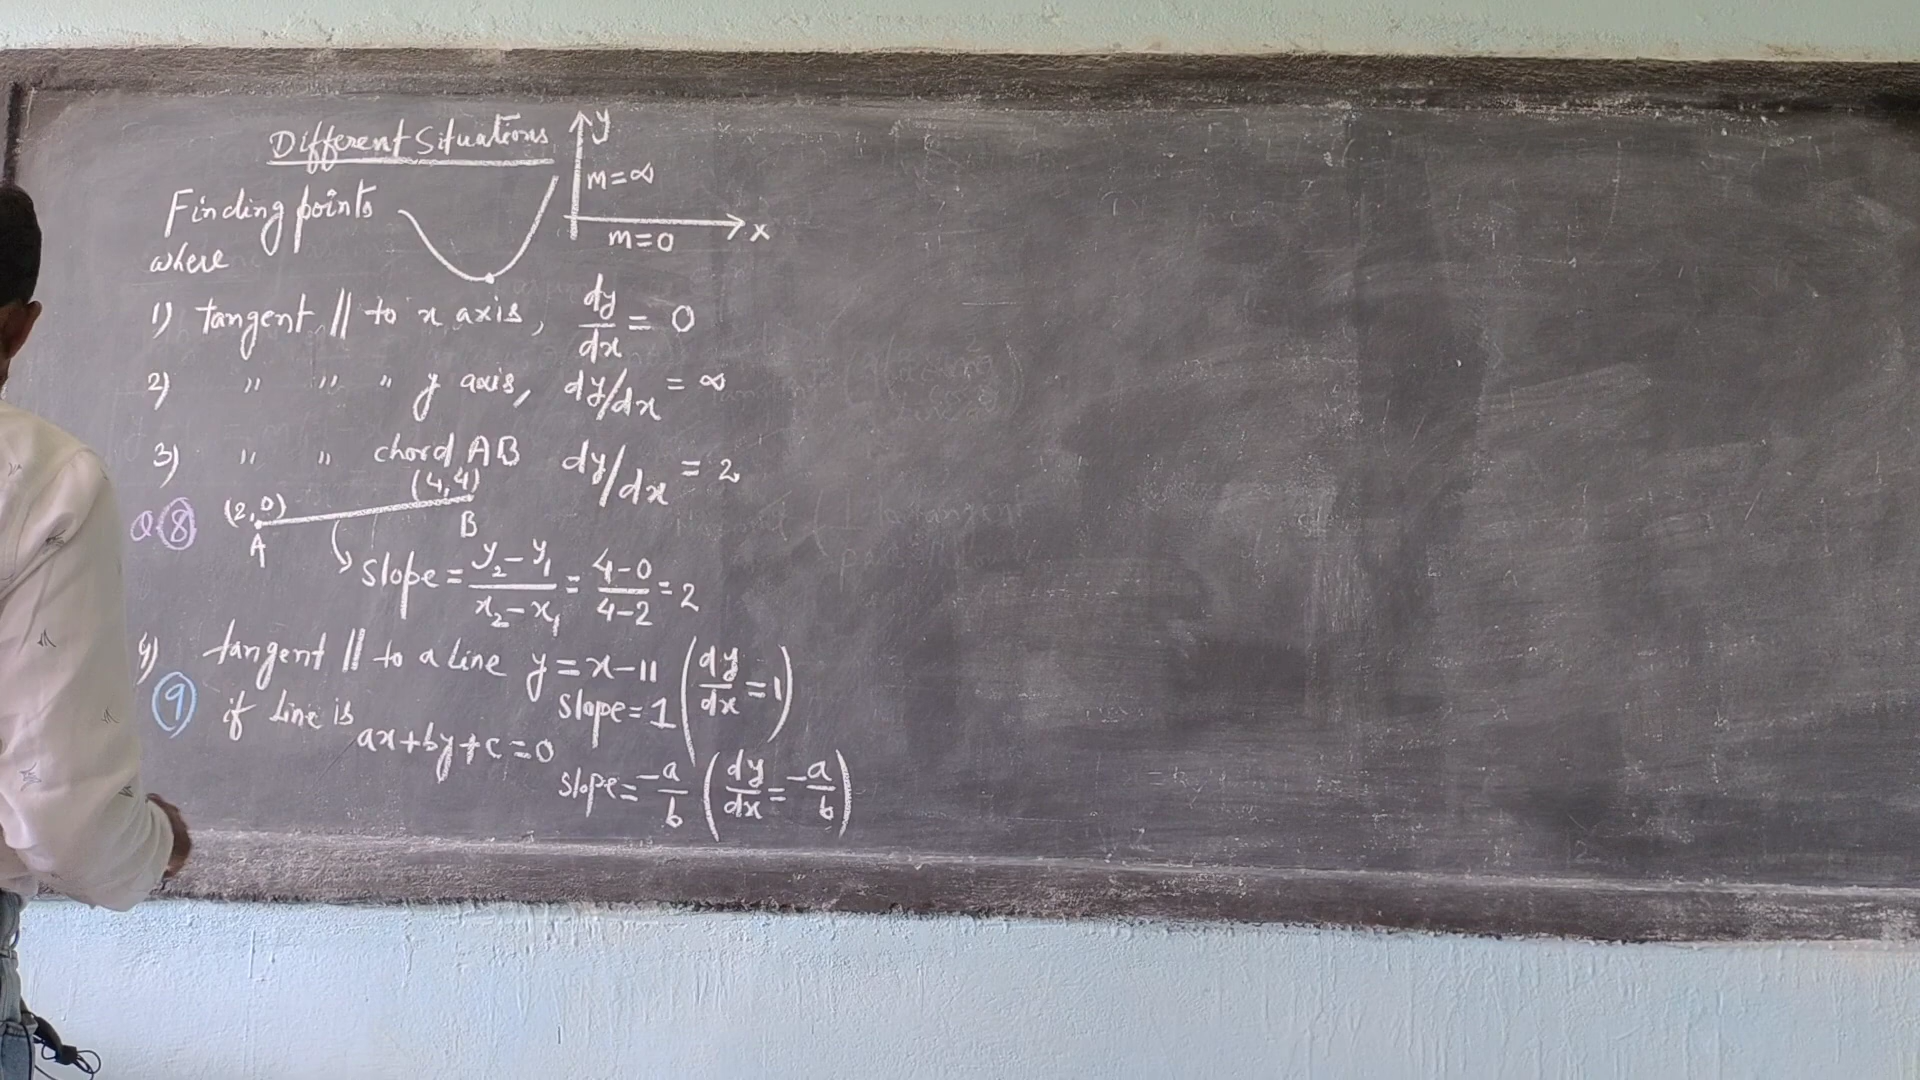 Different Situations
y
m=∞
x
m=0
Finding points
where
1) tangent || to x axis, dy/dx = 0
2) " " " y axis, dy/dx = ∞
3) " " chord AB dy/dx = 2
(2,0) (4,4)
Q.8 A B
Slope = y₂-y₁/x₂-x₁ = 4-0/4-2 = 2
4) tangent || to a line y = x-11 (dy/dx = 1)
9 if line is slope = 1
ax+by+c=0
slope = -a/b (dy/dx = -a/b)